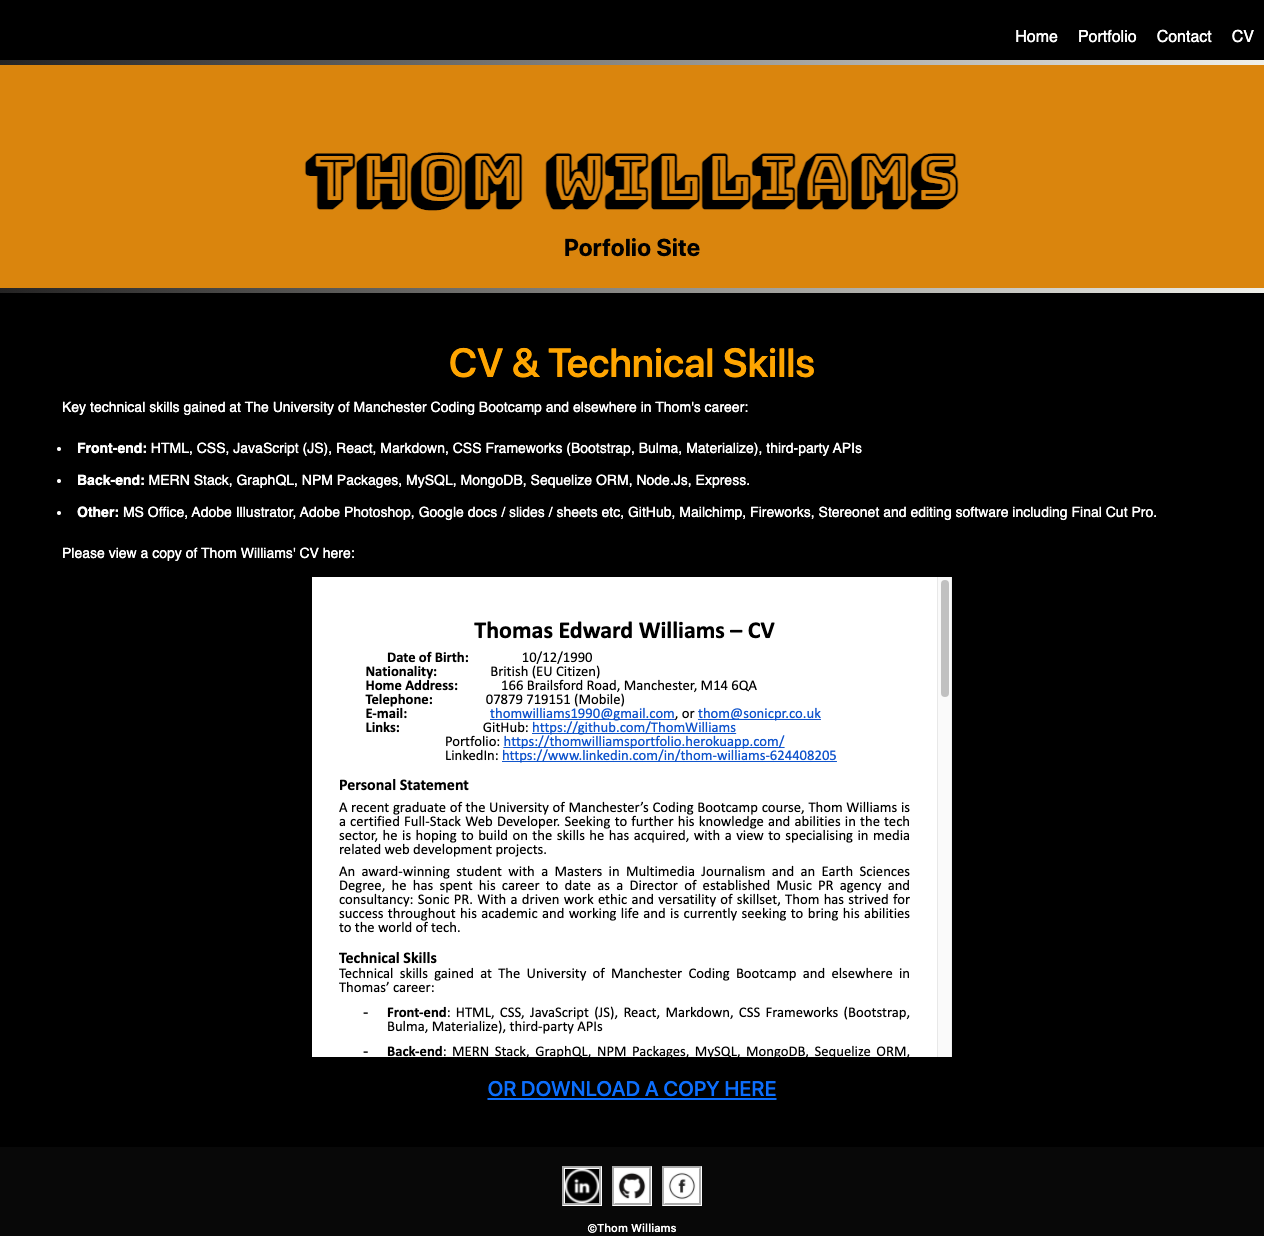 Home Portfolio Contact CV
THOM WILLIAMS
Porfolio Site
CV & Technical Skills
Key technical skills gained at The University of Manchester Coding Bootcamp and elsewhere in Thom's career:
• Front-end: HTML, CSS, JavaScript (JS), React, Markdown, CSS Frameworks (Bootstrap, Bulma, Materialize), third-party APIs
• Back-end: MERN Stack, GraphQL, NPM Packages, MySQL, MongoDB, Sequelize ORM, Node.Js, Express.
• Other: MS Office, Adobe Illustrator, Adobe Photoshop, Google docs / slides / sheets etc, GitHub, Mailchimp, Fireworks, Stereonet and editing software including Final Cut Pro.
Please view a copy of Thom Williams' CV here:
Thomas Edward Williams – CV
Date of Birth: 10/12/1990
Nationality: British (EU Citizen)
Home Address: 166 Brailsford Road, Manchester, M14 6QA
Telephone: 07879 719151 (Mobile)
E-mail: thomwilliams1990@gmail.com, or thom@sonicpr.co.uk
Links: GitHub: https://github.com/ThomWilliams
Portfolio: https://thomwilliamsportfolio.herokuapp.com/
LinkedIn: https://www.linkedin.com/in/thom-williams-624408205
Personal Statement
A recent graduate of the University of Manchester's Coding Bootcamp course, Thom Williams is
a certified Full-Stack Web Developer. Seeking to further his knowledge and abilities in the tech
sector, he is hoping to build on the skills he has acquired, with a view to specialising in media
related web development projects.
An award-winning student with a Masters in Multimedia Journalism and an Earth Sciences
Degree, he has spent his career to date as a Director of established Music PR agency and
consultancy: Sonic PR. With a driven work ethic and versatility of skillset, Thom has strived for
success throughout his academic and working life and is currently seeking to bring his abilities
to the world of tech.
Technical Skills
Technical skills gained at The University of Manchester Coding Bootcamp and elsewhere in
Thomas' career:
- Front-end: HTML, CSS, JavaScript (JS), React, Markdown, CSS Frameworks (Bootstrap,
Bulma, Materialize), third-party APIs
- Back-end: MERN Stack, GraphQL, NPM Packages, MySQL, MongoDB, Sequelize ORM,
OR DOWNLOAD A COPY HERE
in f
©Thom Williams